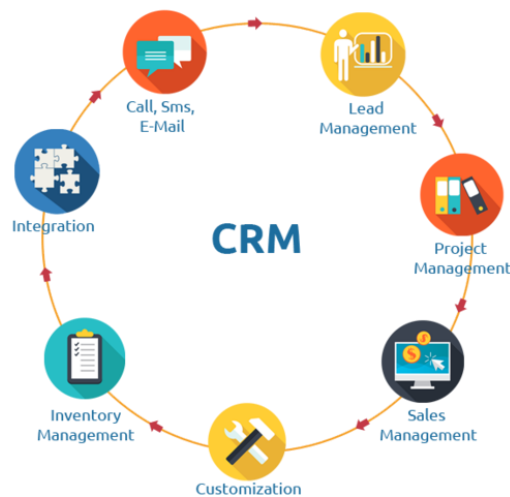 Call, Sms,
E-Mail
Lead
Management
Project
Management
Sales
Management
Customization
Inventory
Management
Integration
CRM